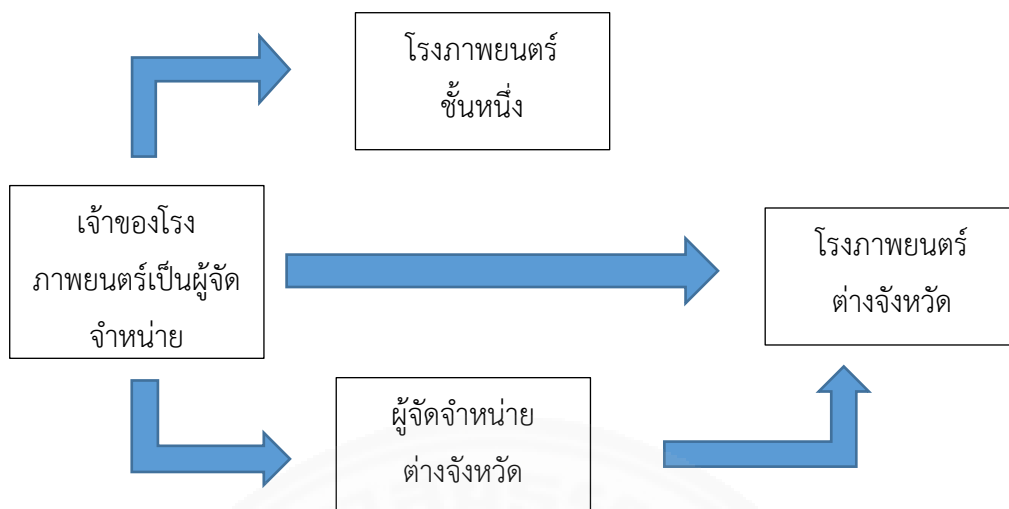 โรงภาพยนตร์
ชั้นหนึ่ง
เจ้าของโรง
ภาพยนตร์เป็นผู้จัด
จำหน่าย
โรงภาพยนตร์
ต่างจังหวัด
ผู้จัดจำหน่าย
ต่างจังหวัด